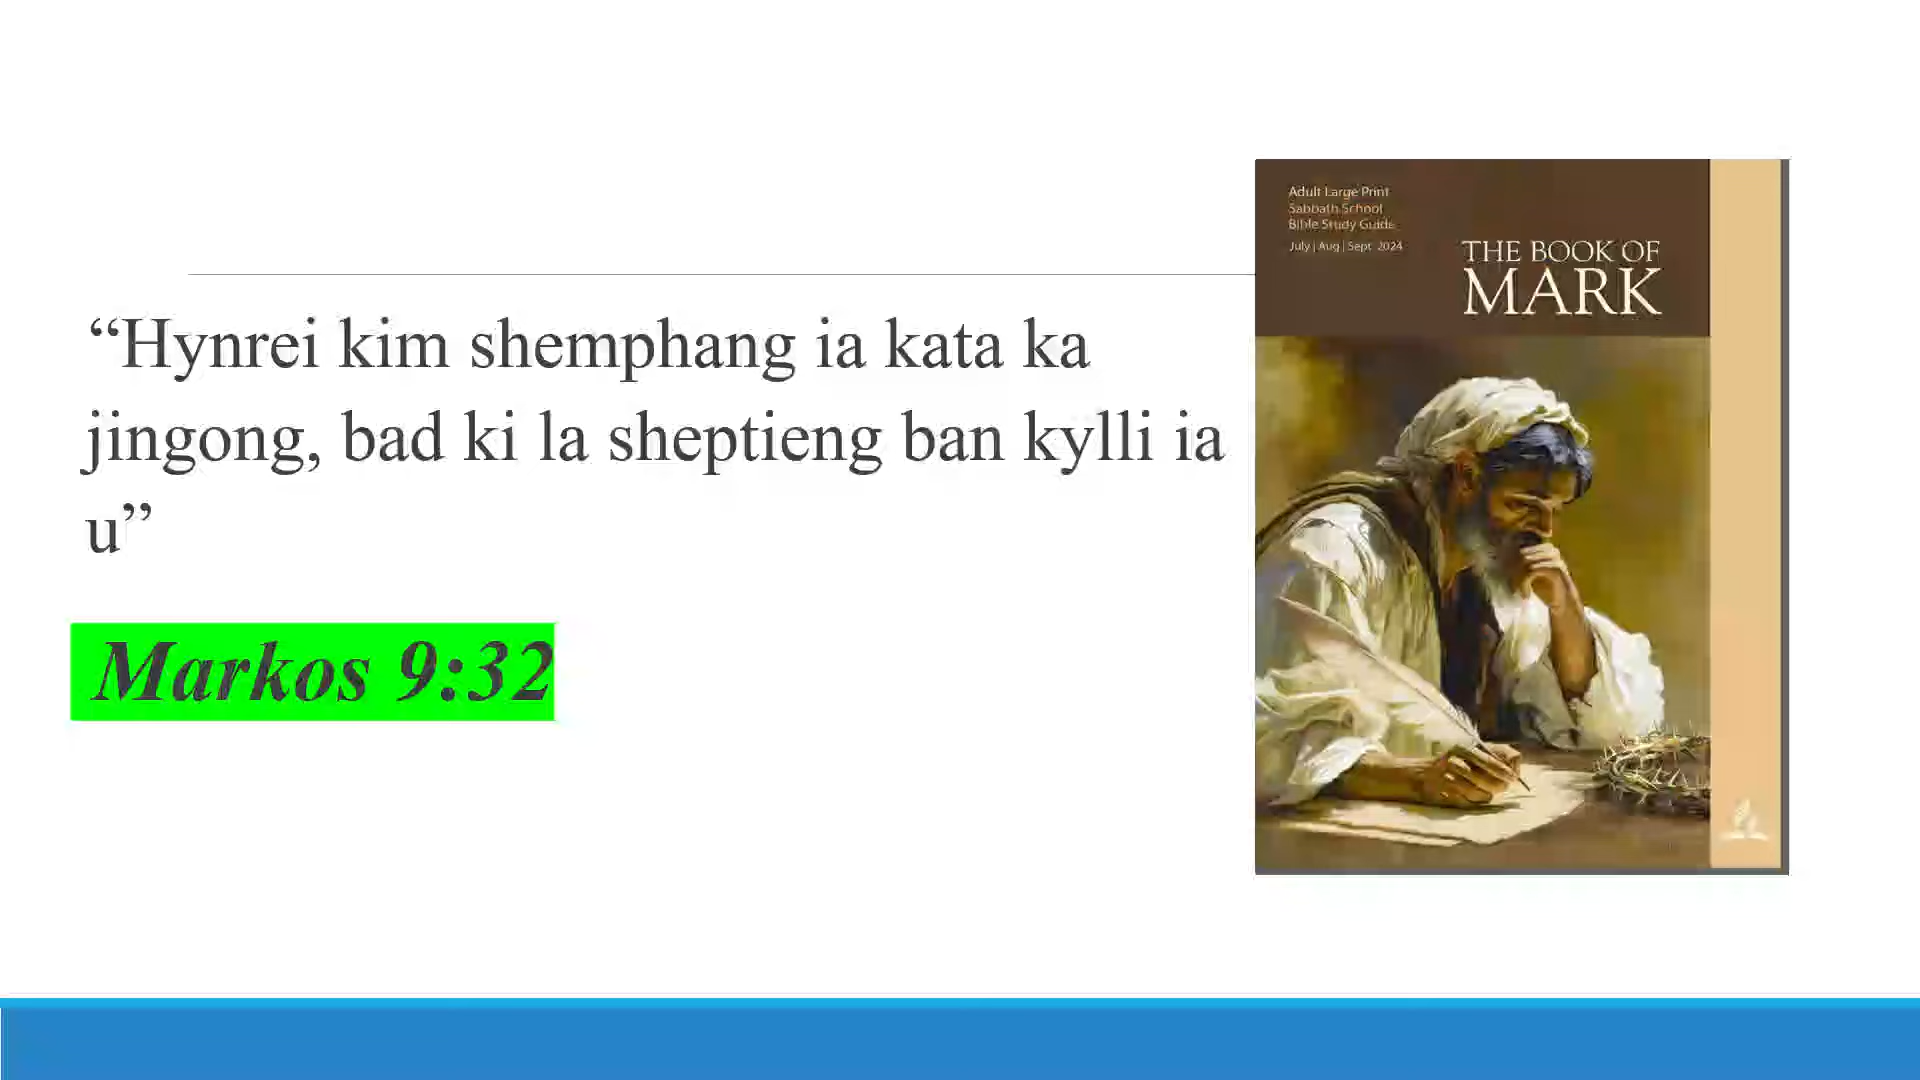 “Hynrei kim shemphang ia kata ka
jingong, bad ki la sheptieng ban kylli ia
u”
Markos 9:32
Adult Large Print
Sabbath School
Bible Study Guide
July | Aug | Sept 2024
THE BOOK OF
MARK